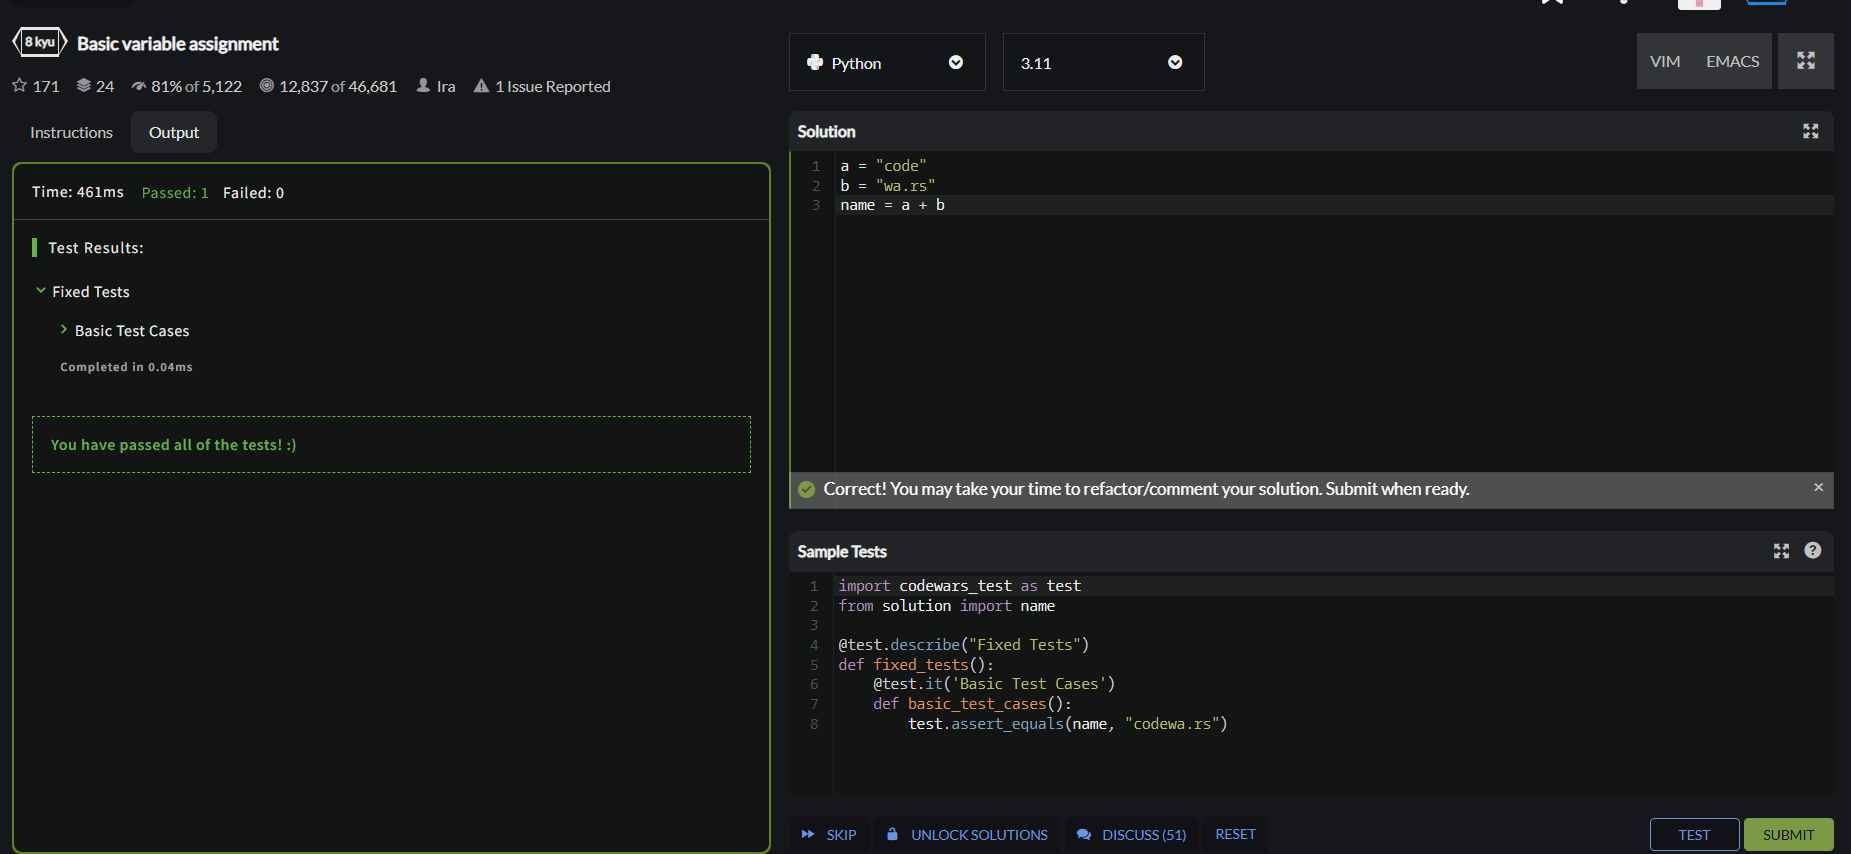 8 kyu
Basic variable assignment
171 24 81% of 5,122 12,837 of 46,681 Ira 1 Issue Reported
Instructions Output
Time: 461ms Passed: 1 Failed: 0
Test Results:
Fixed Tests
Basic Test Cases
Completed in 0.04ms
You have passed all of the tests! :)
Python 3.11 VIM EMACS
Solution
1 a = "code"
2 b = "wa.rs"
3 name = a + b
Correct! You may take your time to refactor/comment your solution. Submit when ready. ×
Sample Tests ?
1 import codewars_test as test
2 from solution import name
3
4 @test.describe("Fixed Tests")
5 def fixed_tests():
6     @test.it('Basic Test Cases')
7     def basic_test_cases():
8         test.assert_equals(name, "codewa.rs")
SKIP UNLOCK SOLUTIONS DISCUSS (51) RESET TEST SUBMIT